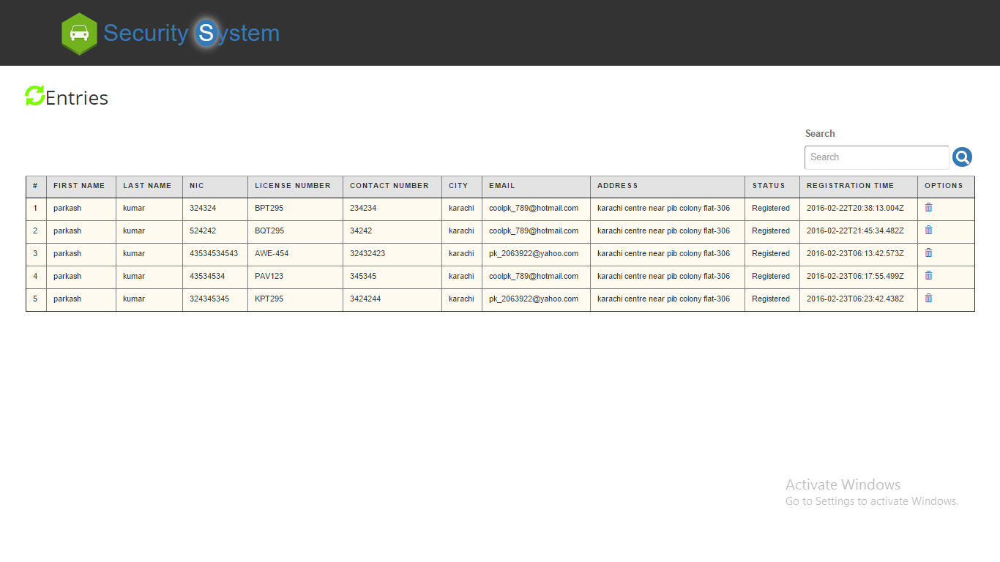 Security System
Entries
Search
Search
# FIRST NAME LAST NAME NIC LICENSE NUMBER CONTACT NUMBER CITY EMAIL ADDRESS STATUS REGISTRATION TIME OPTIONS
1 parkash kumar 324324 BPT295 234234 karachi coolpk_789@hotmail.com karachi centre near pib colony flat-306 Registered 2016-02-22T20:38:13.004Z
2 parkash kumar 524242 BQT295 34242 karachi coolpk_789@hotmail.com karachi centre near pib colony flat-306 Registered 2016-02-22T21:45:34.482Z
3 parkash kumar 43534534543 AWE-454 32432423 karachi pk_2063922@yahoo.com karachi centre near pib colony flat-306 Registered 2016-02-23T06:13:42.573Z
4 parkash kumar 43534534 PAV123 345345 karachi coolpk_789@hotmail.com karachi centre near pib colony flat-306 Registered 2016-02-23T06:17:55.499Z
5 parkash kumar 324345345 KPT295 3424244 karachi pk_2063922@yahoo.com karachi centre near pib colony flat-306 Registered 2016-02-23T06:23:42.438Z
Activate Windows
Go to Settings to activate Windows.